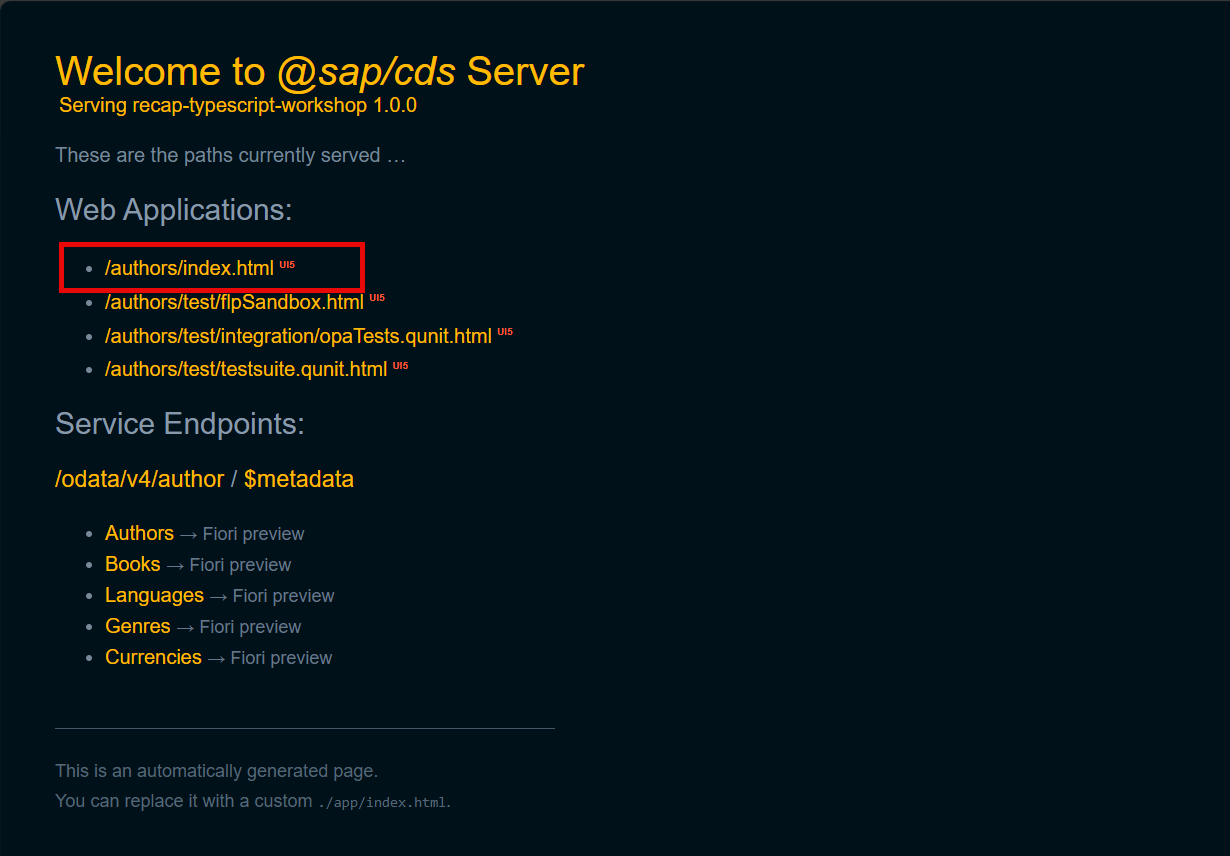 Welcome to @sap/cds Server
Serving recap-typescript-workshop 1.0.0
These are the paths currently served …
Web Applications:
• /authors/index.html UI5
• /authors/test/flpSandbox.html UI5
• /authors/test/integration/opaTests.qunit.html UI5
• /authors/test/testsuite.qunit.html UI5
Service Endpoints:
/odata/v4/author / $metadata
• Authors → Fiori preview
• Books → Fiori preview
• Languages → Fiori preview
• Genres → Fiori preview
• Currencies → Fiori preview
This is an automatically generated page.
You can replace it with a custom ./app/index.html.